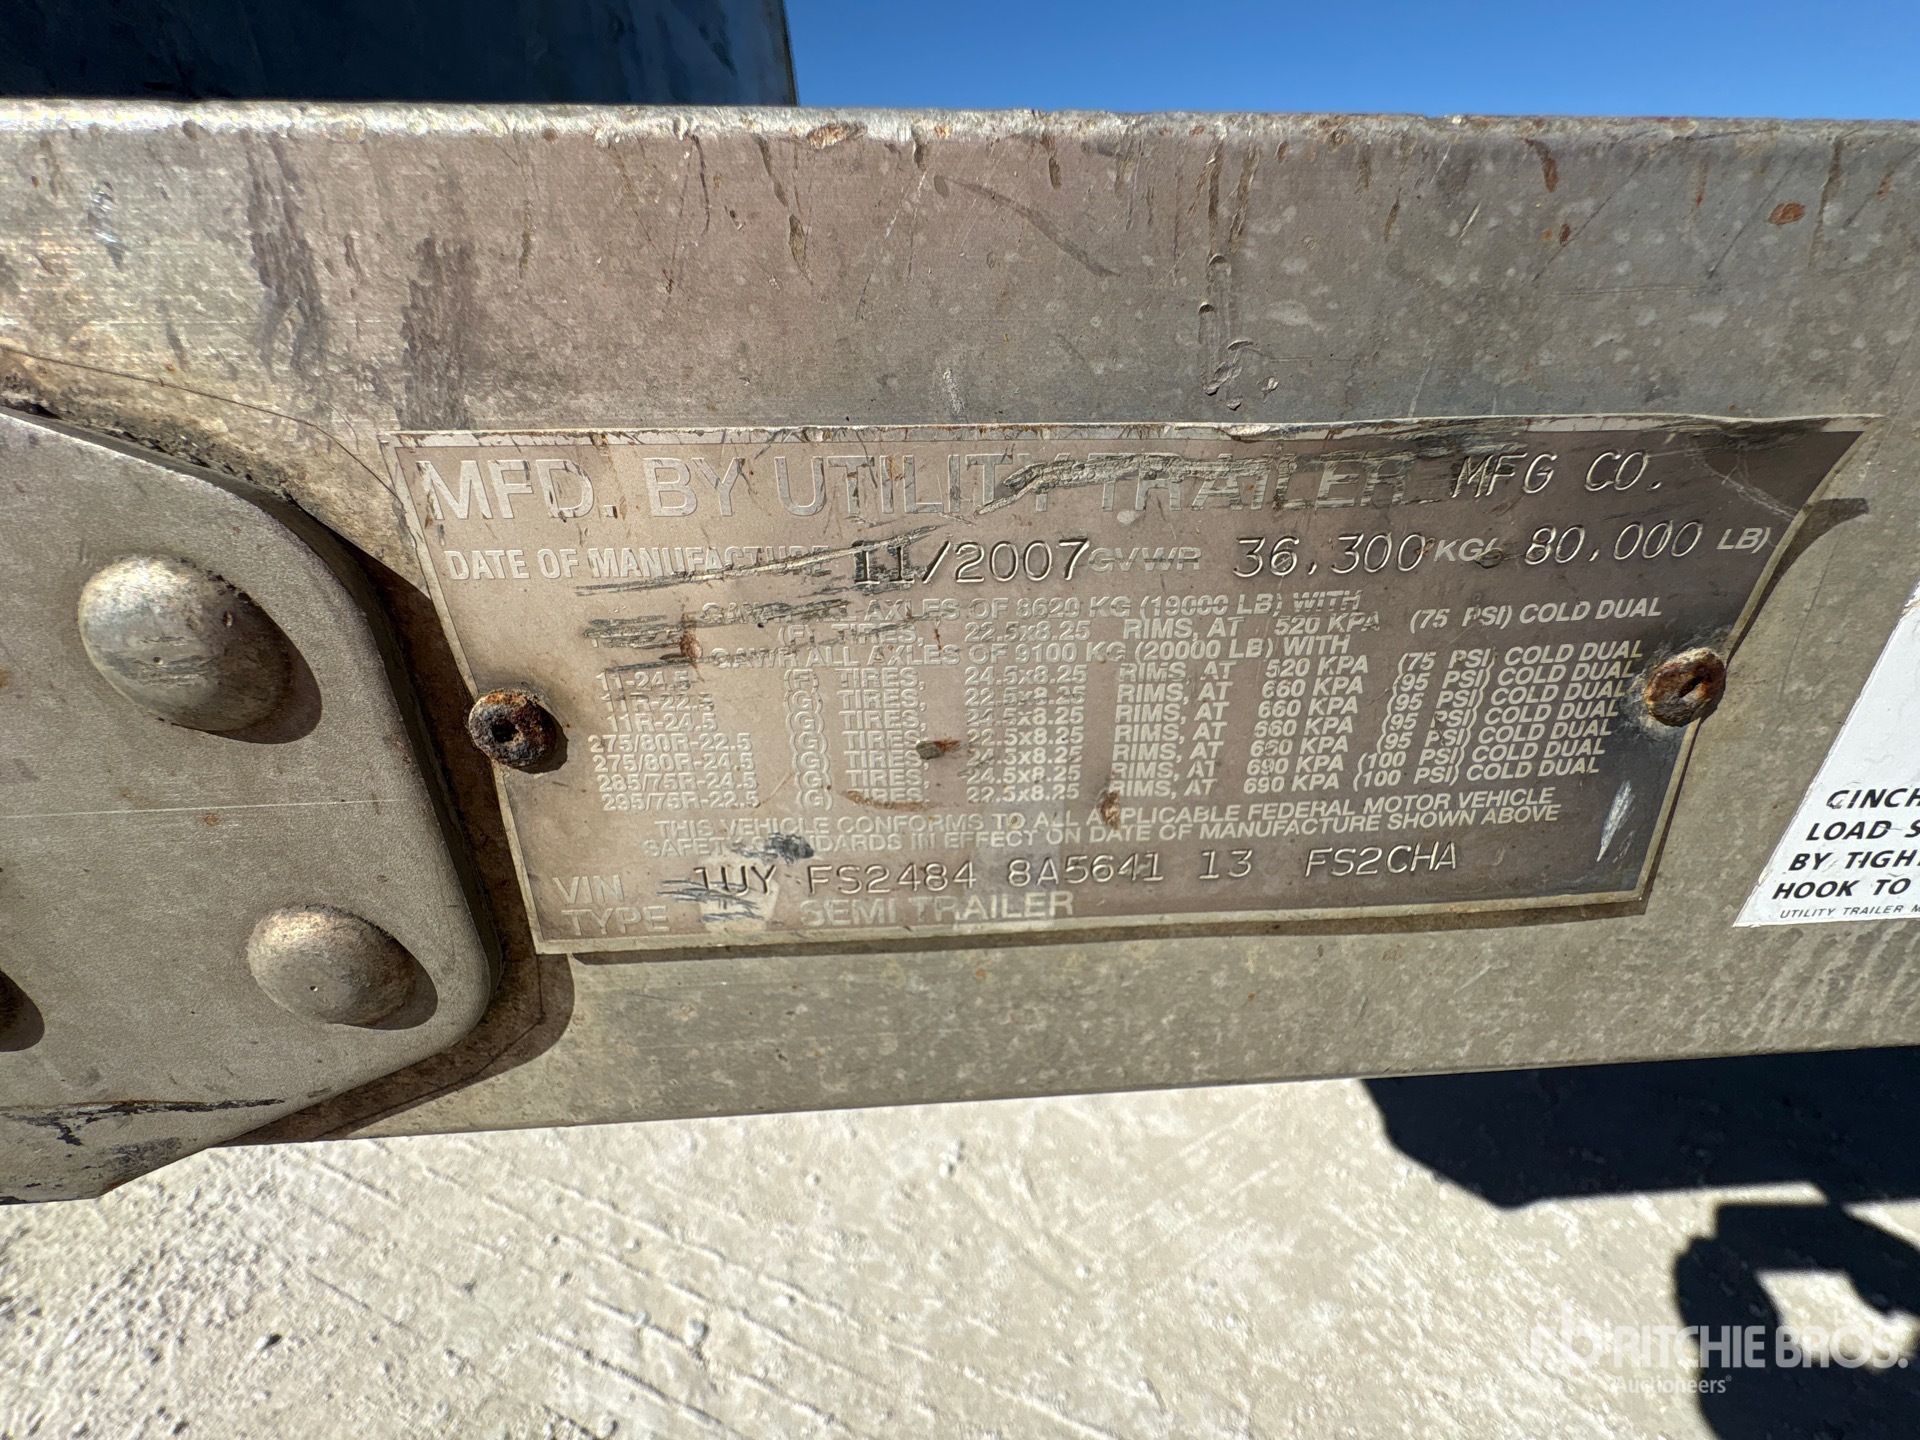 MFD. BY UTILITY TRAILER MFG CO.
DATE OF MANUFACTURE 11/2007 GVWR 36,300 KG( 80,000 LB)
GAWR ALL AXLES OF 8620 KG (19000 LB) WITH
(F) TIRES, 22.5x8.25 RIMS, AT 520 KPA (75 PSI) COLD DUAL
GAWR ALL AXLES OF 9100 KG (20000 LB) WITH
11-24.5 (F) TIRES, 24.5x8.25 RIMS, AT 520 KPA (75 PSI) COLD DUAL
11R-22.5 (G) TIRES, 22.5x8.25 RIMS, AT 660 KPA (95 PSI) COLD DUAL
11R-24.5 (G) TIRES, 24.5x8.25 RIMS, AT 660 KPA (95 PSI) COLD DUAL
275/80R-22.5 (G) TIRES, 22.5x8.25 RIMS, AT KPA (95 PSI) COLD DUAL
275/80R-24.5 (G) TIRES, 24.5x8.25 RIMS, AT KPA (95 PSI) COLD DUAL
285/75R-24.5 (G) TIRES, 24.5x8.25 RIMS, AT 690 KPA (100 PSI) COLD DUAL
295/75R-22.5 (G) TIRES, 22.5x8.25 RIMS, AT 690 KPA (100 PSI) COLD DUAL
THIS VEHICLE CONFORMS TO ALL APPLICABLE FEDERAL MOTOR VEHICLE
SAFETY STANDARDS IN EFFECT ON DATE OF MANUFACTURE SHOWN ABOVE
VIN 1UY FS2484 8A5641 13 FS2CHA
TYPE SEMI TRAILER
CINCH
LOAD S
BY TIGH
HOOK TO
UTILITY TRAILER M
RITCHIE BROS.
Auctioneers®